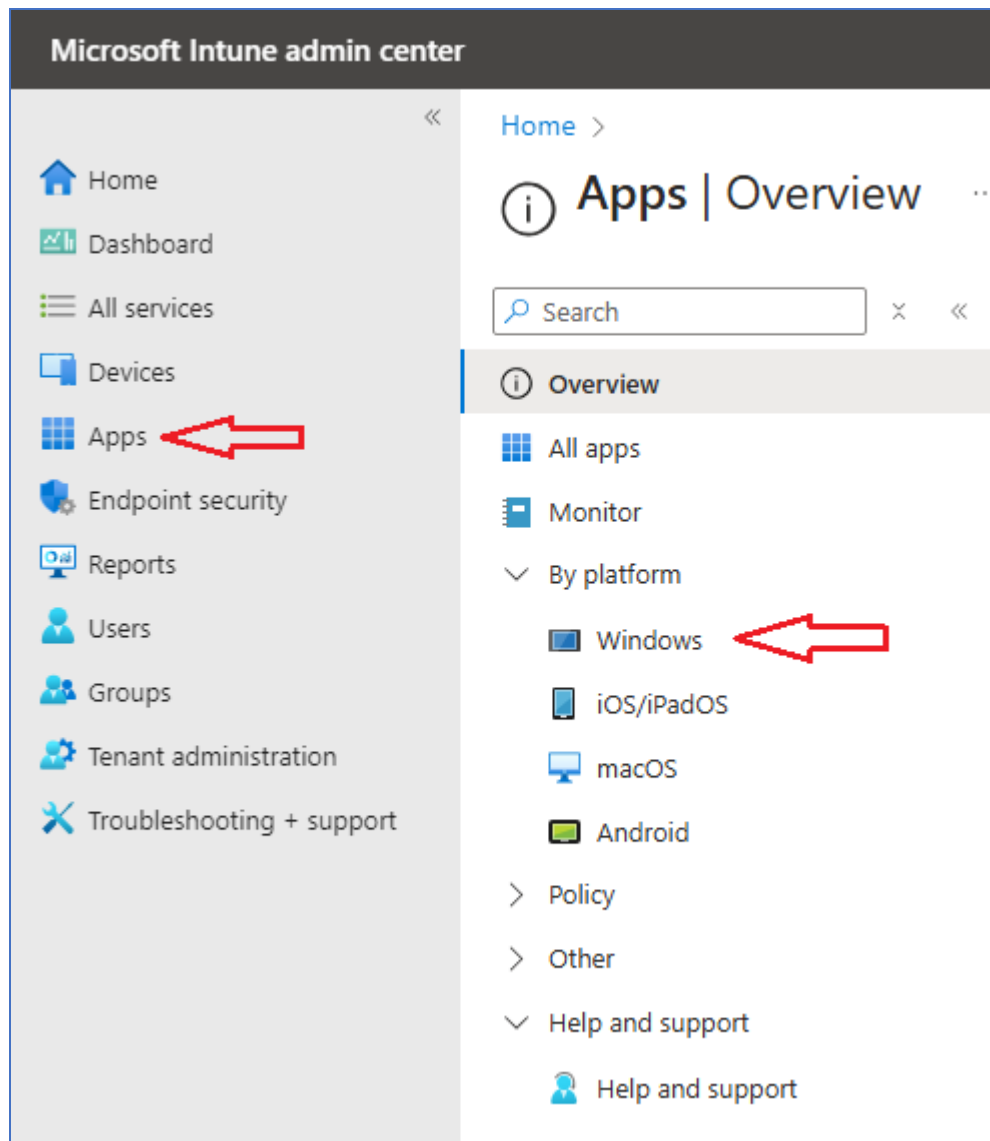 Microsoft Intune admin center
Home
Dashboard
All services
Devices
Apps
Endpoint security
Reports
Users
Groups
Tenant administration
Troubleshooting + support
Home >
Apps | Overview
Search
Overview
All apps
Monitor
By platform
Windows
iOS/iPadOS
macOS
Android
Policy
Other
Help and support
Help and support